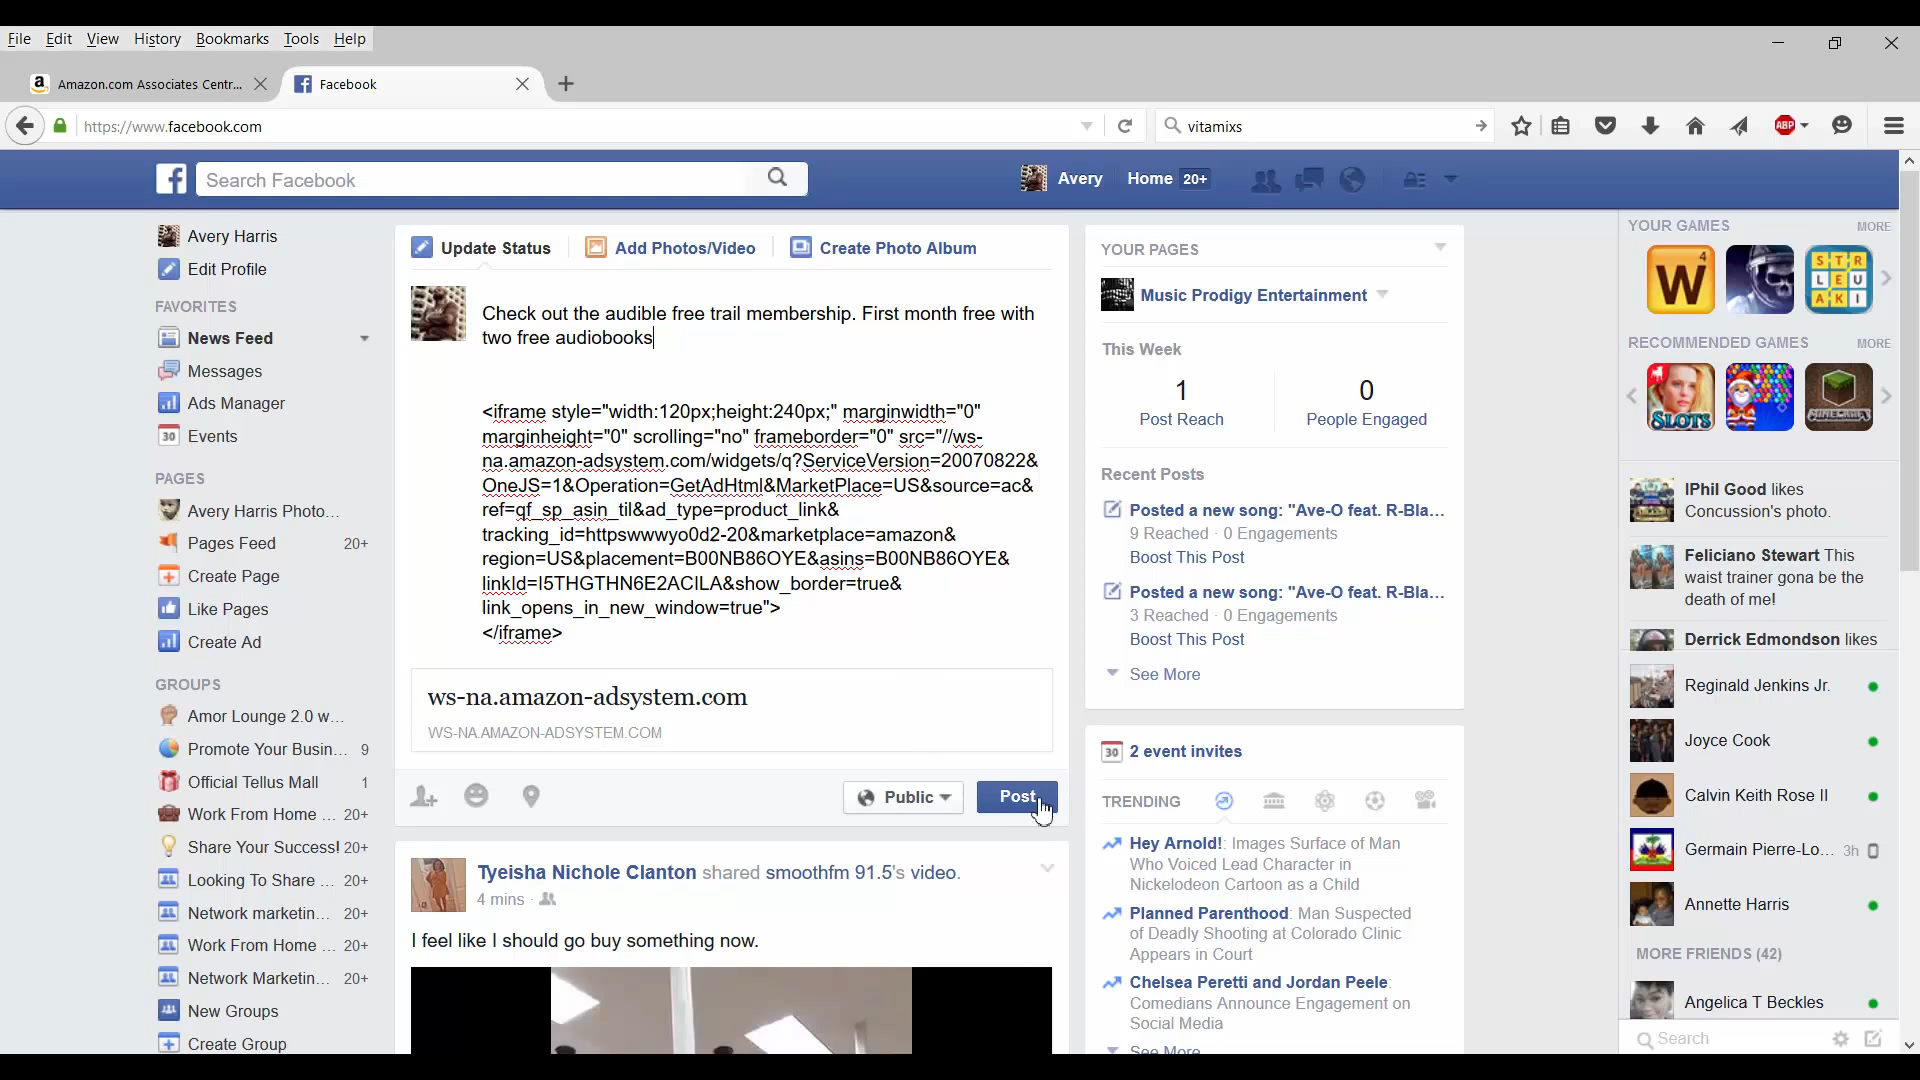 File Edit View History Bookmarks Tools Help
Amazon.com Associates Centr...
Facebook
https://www.facebook.com
vitamixs
ABP
Search Facebook
Avery
Home 20+
Avery Harris
Edit Profile
FAVORITES
News Feed
Messages
Ads Manager
30 Events
PAGES
Avery Harris Photo...
Pages Feed 20+
Create Page
Like Pages
Create Ad
GROUPS
Amor Lounge 2.0 w...
Promote Your Busin... 9
Official Tellus Mall 1
Work From Home ... 20+
Share Your Success! 20+
Looking To Share ... 20+
Network marketin... 20+
Work From Home ... 20+
Network Marketin... 20+
New Groups
Create Group
Update Status
Add Photos/Video
Create Photo Album
Check out the audible free trail membership. First month free with
two free audiobooks
<iframe style="width:120px;height:240px;" marginwidth="0"
marginheight="0" scrolling="no" frameborder="0" src="//ws-
na.amazon-adsystem.com/widgets/q?ServiceVersion=20070822&
OneJS=1&Operation=GetAdHtml&MarketPlace=US&source=ac&
ref=qf_sp_asin_til&ad_type=product_link&
tracking_id=httpswwwyo0d2-20&marketplace=amazon&
region=US&placement=B00NB86OYE&asins=B00NB86OYE&
linkId=I5THGTHN6E2ACILA&show_border=true&
link_opens_in_new_window=true">
</iframe>
ws-na.amazon-adsystem.com
WS-NA.AMAZON-ADSYSTEM.COM
Public
Post
Tyeisha Nichole Clanton shared smoothfm 91.5's video.
4 mins ·
I feel like I should go buy something now.
YOUR PAGES
Music Prodigy Entertainment
This Week
1
Post Reach
0
People Engaged
Recent Posts
Posted a new song: "Ave-O feat. R-Bla...
9 Reached · 0 Engagements
Boost This Post
Posted a new song: "Ave-O feat. R-Bla...
3 Reached · 0 Engagements
Boost This Post
See More
30 2 event invites
TRENDING
Hey Arnold!: Images Surface of Man
Who Voiced Lead Character in
Nickelodeon Cartoon as a Child
Planned Parenthood: Man Suspected
of Deadly Shooting at Colorado Clinic
Appears in Court
Chelsea Peretti and Jordan Peele:
Comedians Announce Engagement on
Social Media
See More
YOUR GAMES MORE
W 4
STR
LEU
AKI
RECOMMENDED GAMES MORE
SLOTS
MINECRAFT
IPhil Good likes
Concussion's photo.
Feliciano Stewart This
waist trainer gona be the
death of me!
Derrick Edmondson likes
Reginald Jenkins Jr.
Joyce Cook
Calvin Keith Rose II
Germain Pierre-Lo... 3h
Annette Harris
MORE FRIENDS (42)
Angelica T Beckles
Search